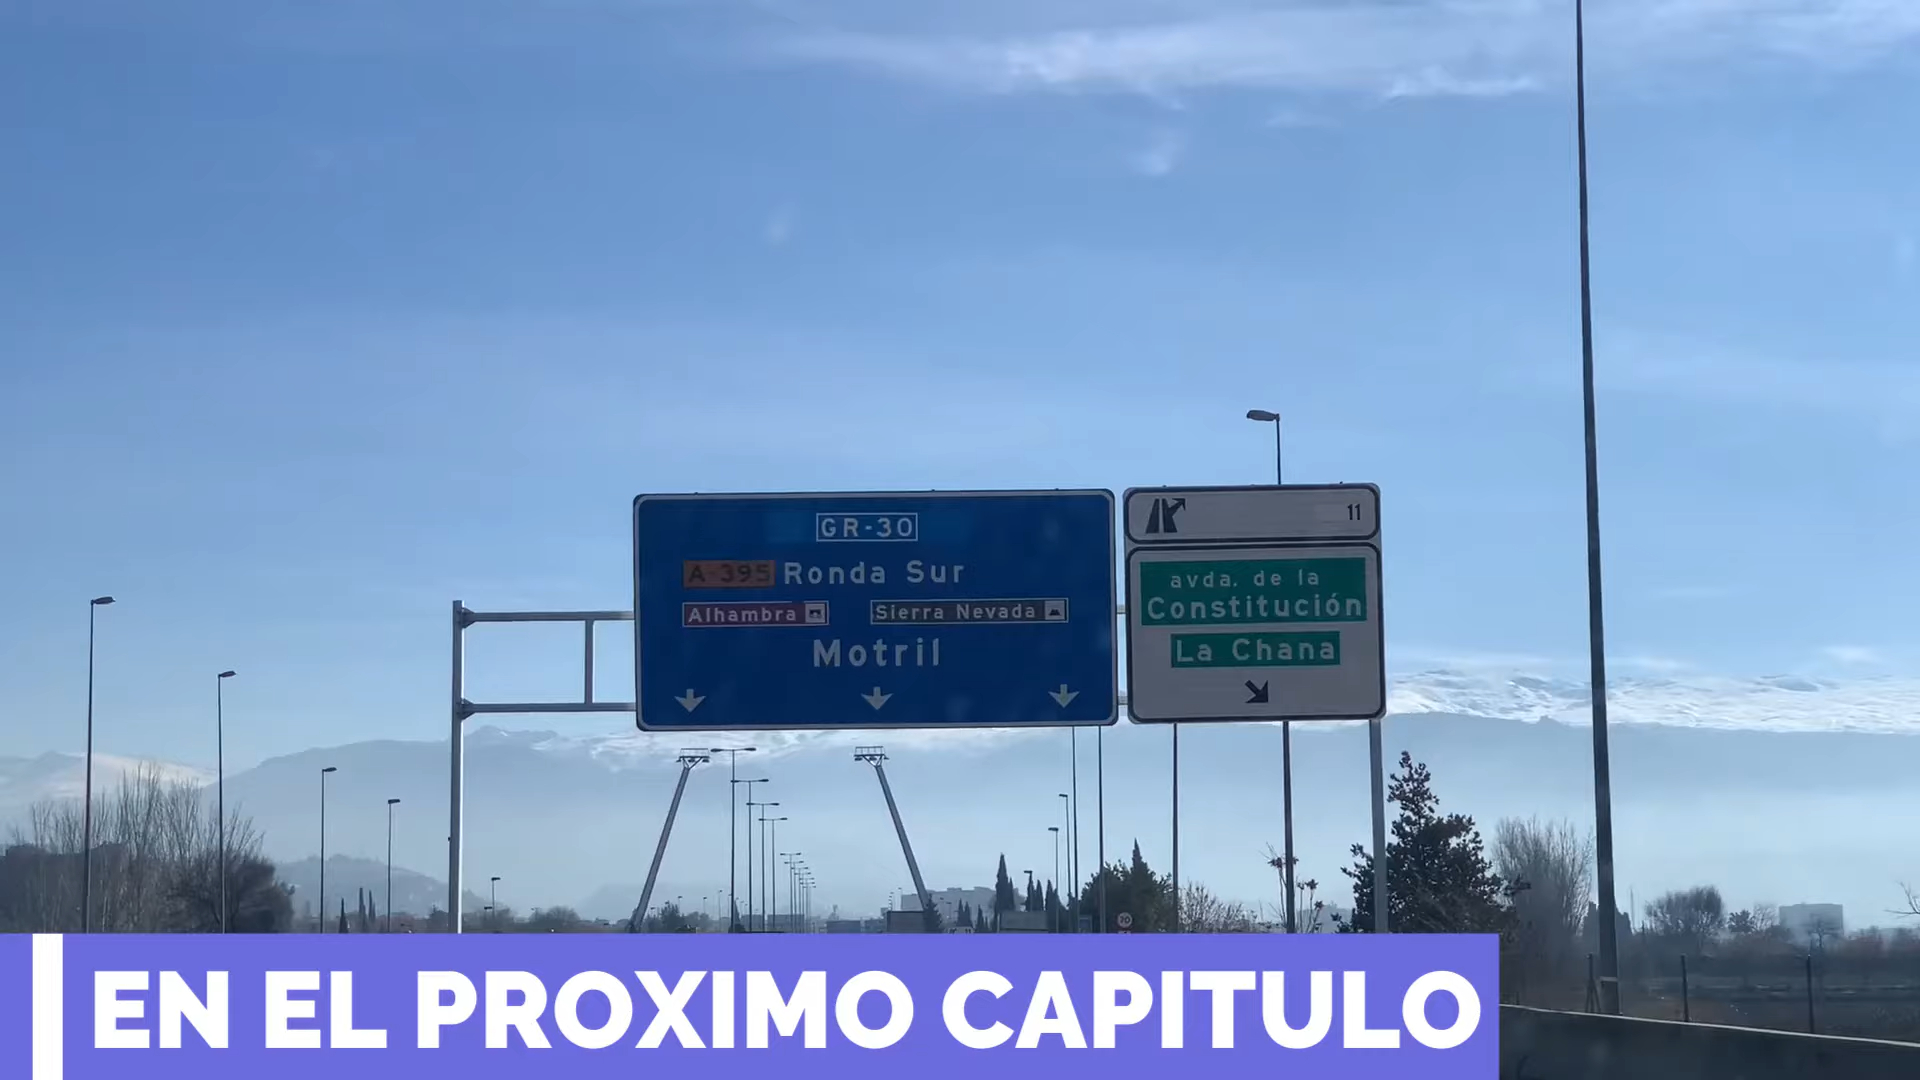 GR-30
A-395 Ronda Sur
Alhambra Sierra Nevada
Motril
11
avda. de la
Constitución
La Chana
EN EL PROXIMO CAPITULO